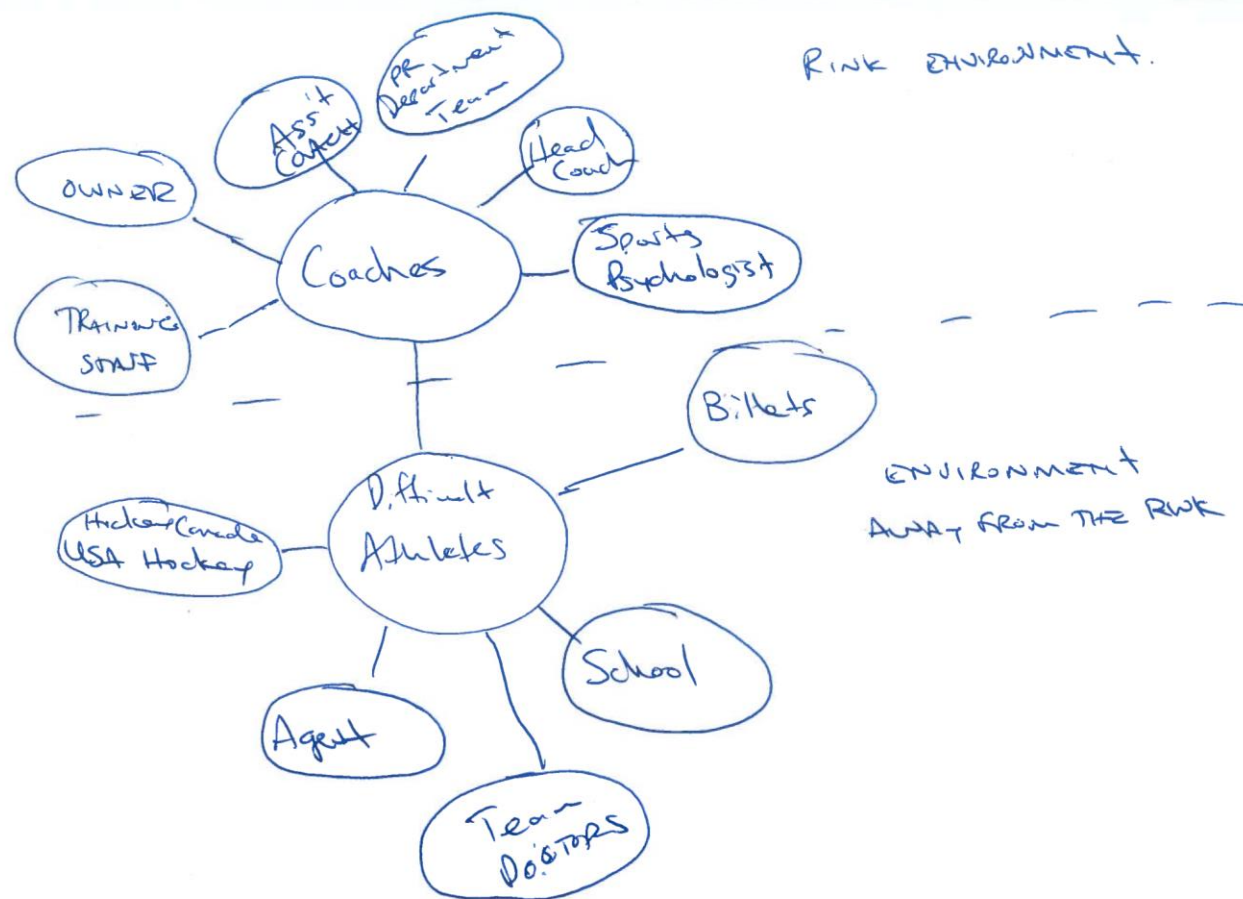 RINK ENVIRONMENT.
PR
Department
Team
Ass't
Coach
Head
Coach
OWNER
Sports
Psychologist
Coaches
TRAINING
STAFF
Billets
ENVIRONMENT
AWAY FROM THE RINK
Difficult
Athletes
Hockey Canada
USA Hockey
School
Agent
Team
DOCTORS